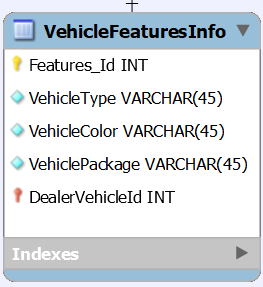 VehicleFeaturesInfo
Features_Id INT
VehicleType VARCHAR(45)
VehicleColor VARCHAR(45)
VehiclePackage VARCHAR(45)
DealerVehicleId INT
Indexes